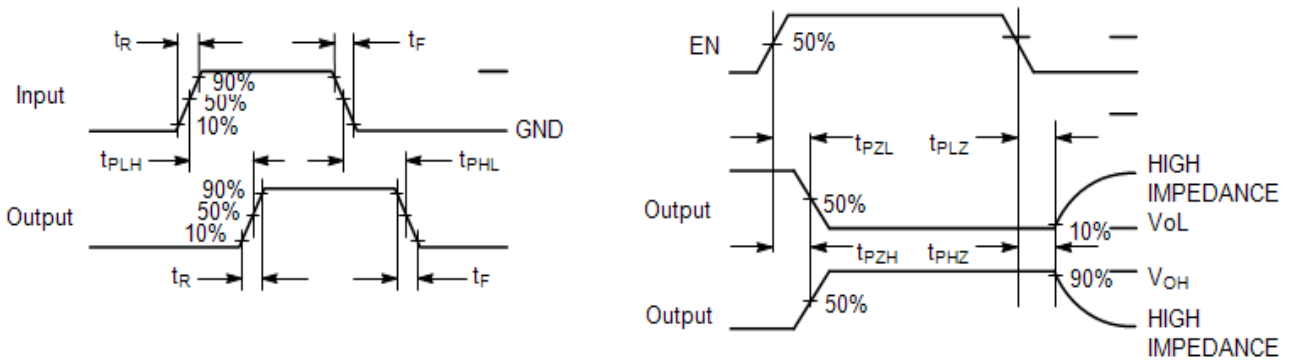 tR
tF
Input
90%
50%
10%
GND
tPLH
tPHL
Output
90%
50%
10%
tR
tF
EN
50%
tPZL
tPLZ
HIGH
IMPEDANCE
Output
50%
10%
VoL
tPZH
tPHZ
Output
50%
90%
VOH
HIGH
IMPEDANCE